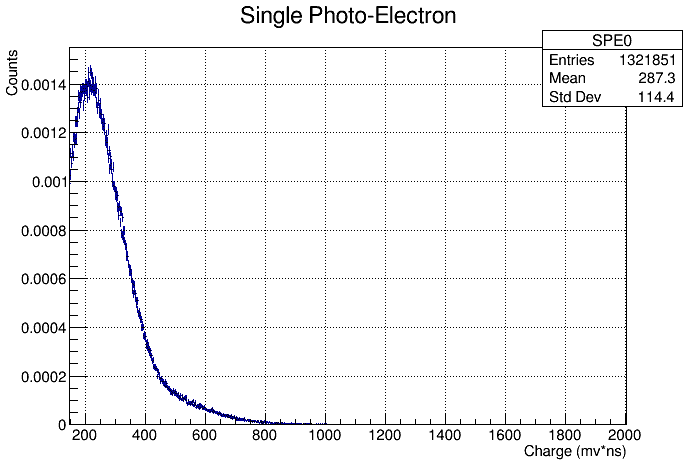 Single Photo-Electron
SPE0
Entries 1321851
Mean 287.3
Std Dev 114.4
Counts
0.0014
0.0012
0.001
0.0008
0.0006
0.0004
0.0002
0
200 400 600 800 1000 1200 1400 1600 1800 2000
Charge (mv*ns)